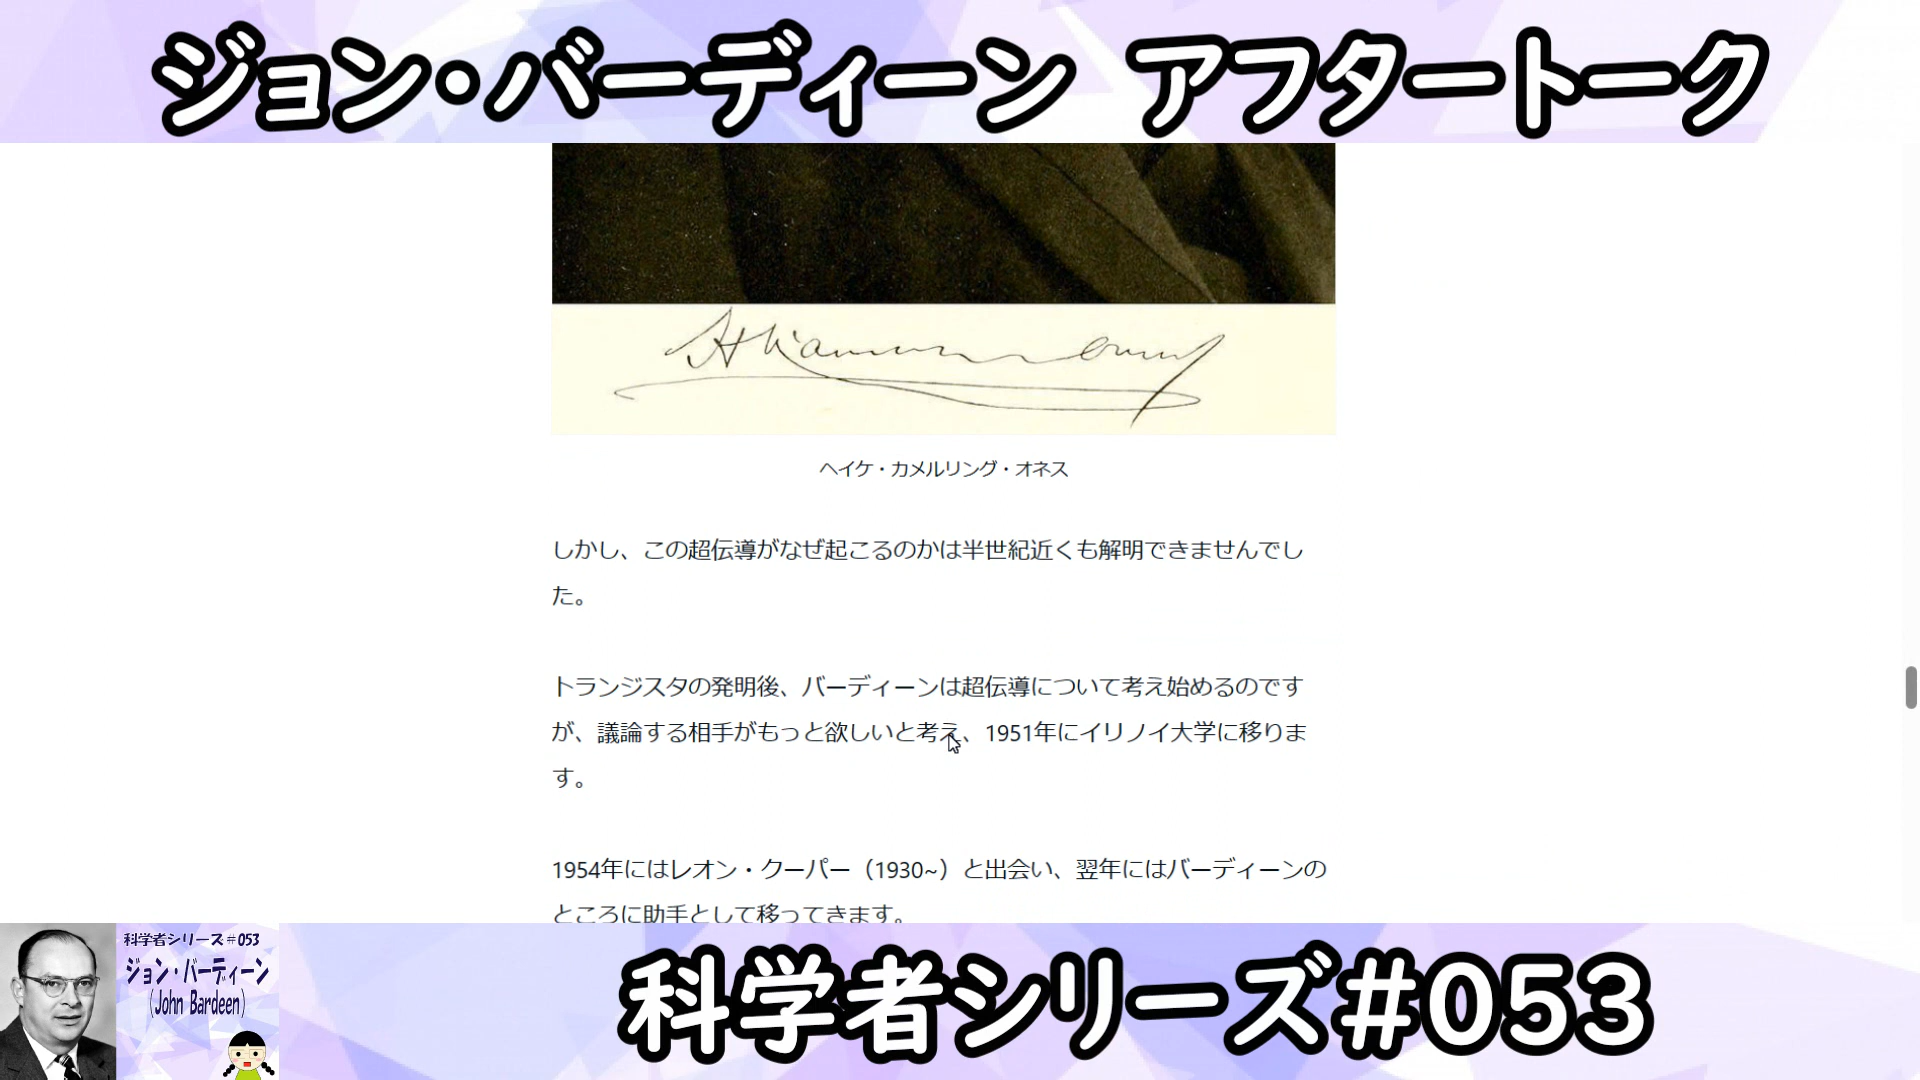 ジョン・バーディーン アフタートーク
ヘイケ・カメルリング・オネス
しかし、この超伝導がなぜ起こるのかは半世紀近くも解明できませんでし
た。
トランジスタの発明後、バーディーンは超伝導について考え始めるのです
が、議論する相手がもっと欲しいと考え、1951年にイリノイ大学に移りま
す。
1954年にはレオン・クーパー（1930~）と出会い、翌年にはバーディーンの
ところに助手として移ってきます。
科学者シリーズ#053
ジョン・バーディーン
(John Bardeen)
科学者シリーズ#053